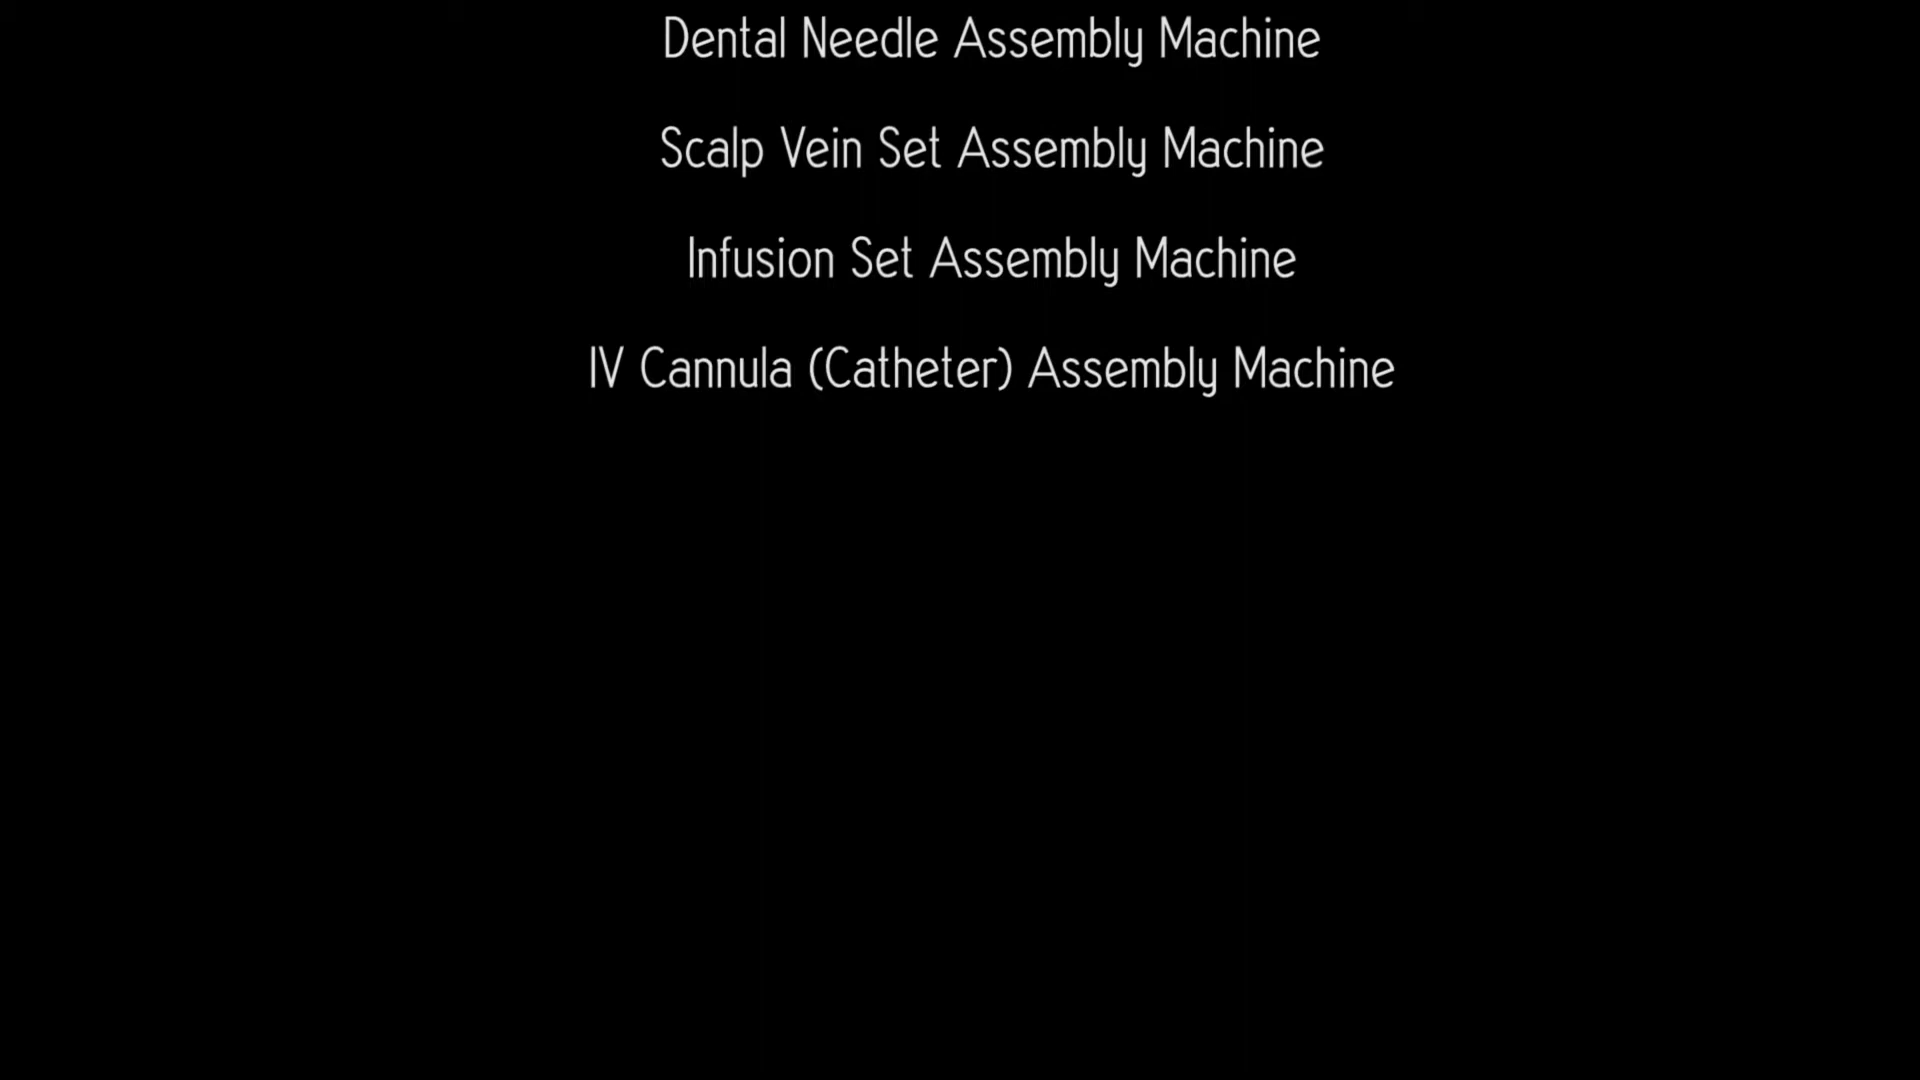 Dental Needle Assembly Machine
Scalp Vein Set Assembly Machine
Infusion Set Assembly Machine
IV Cannula (Catheter) Assembly Machine